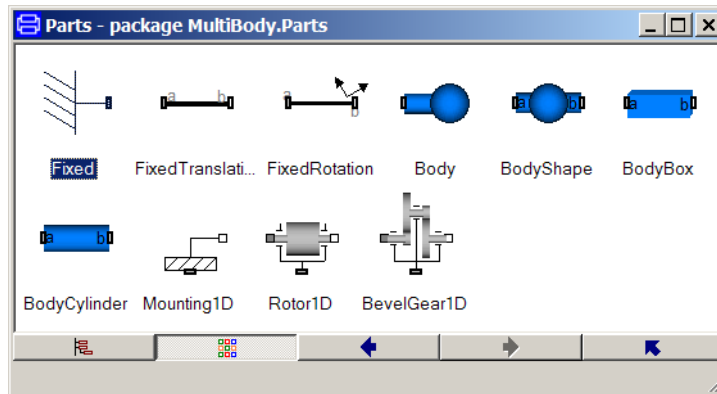 Parts - package MultiBody.Parts
a b a b a b a b
Fixed FixedTranslati... FixedRotation Body BodyShape BodyBox
a b
BodyCylinder Mounting1D Rotor1D BevelGear1D